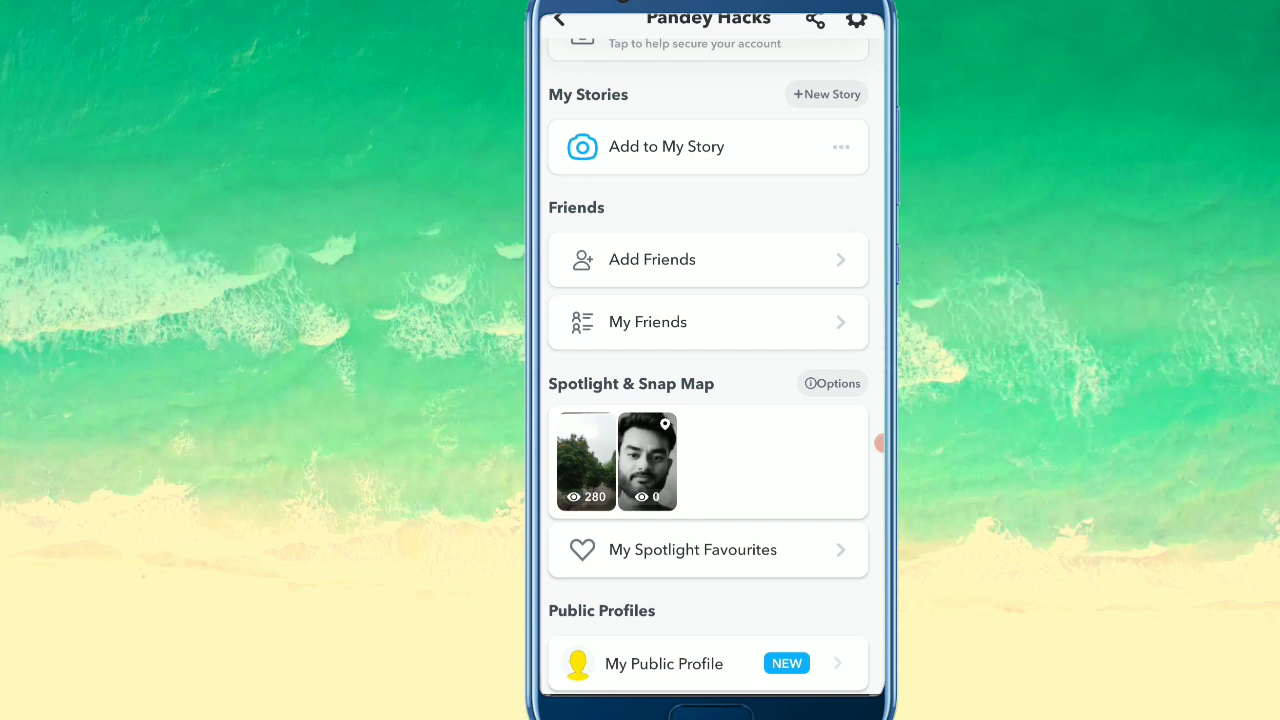 Pandey Hacks
Tap to help secure your account
My Stories
+New Story
Add to My Story
Friends
Add Friends
My Friends
Spotlight & Snap Map
Options
280
0
My Spotlight Favourites
Public Profiles
My Public Profile
NEW